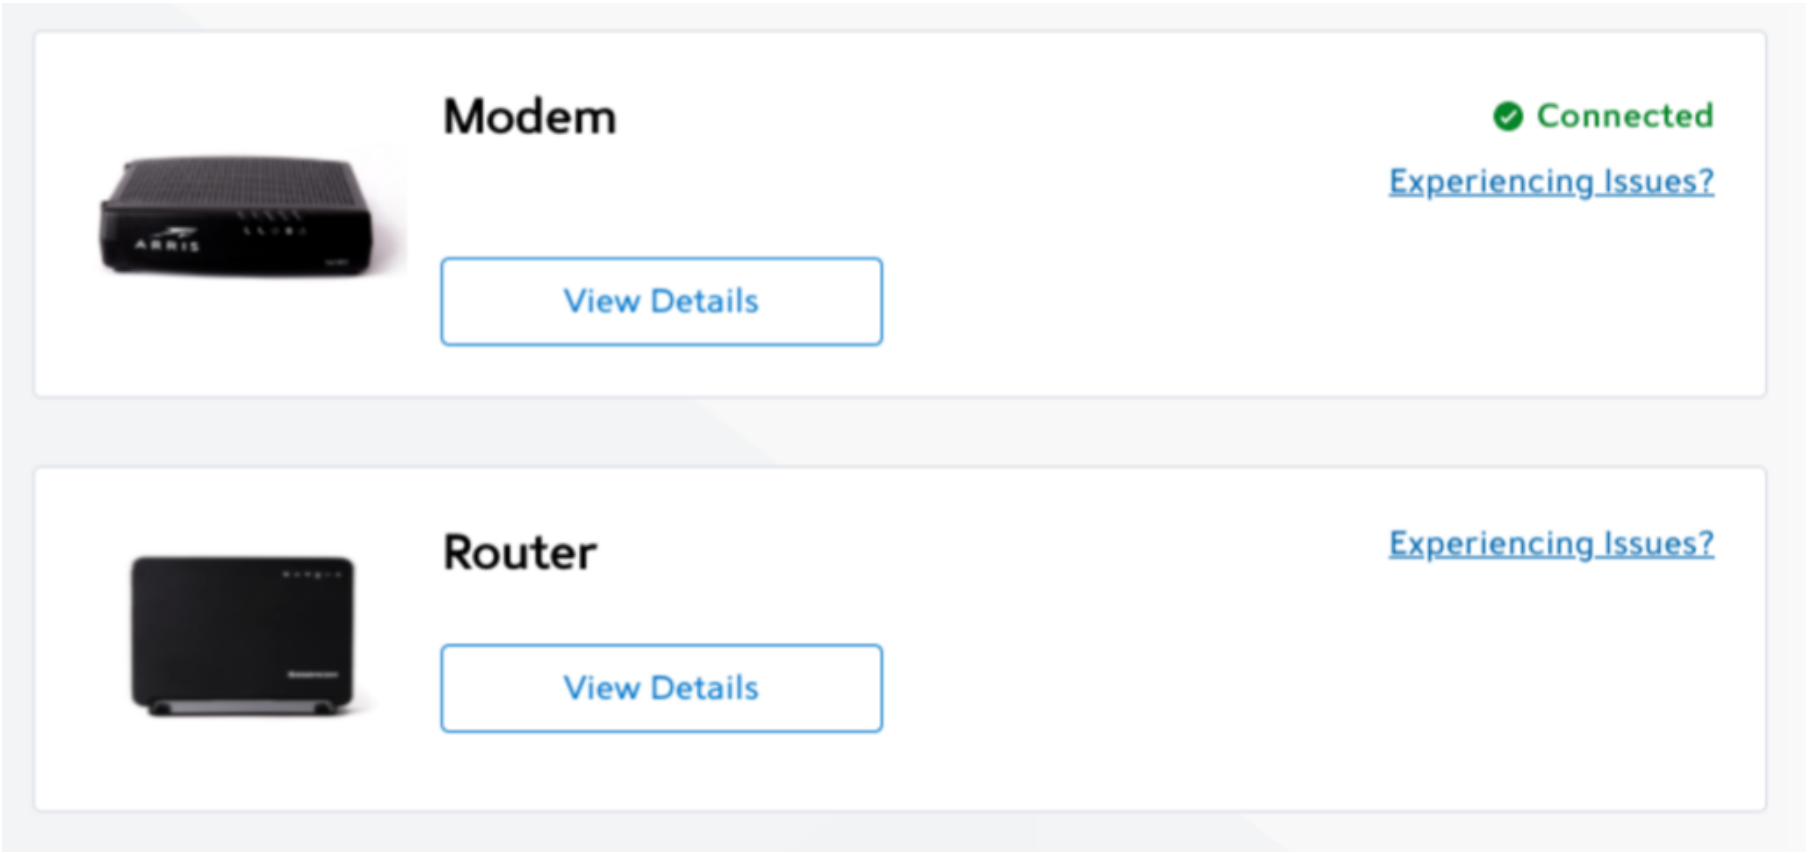 Modem
Connected
Experiencing Issues?
ARRIS
View Details
Router
Experiencing Issues?
View Details